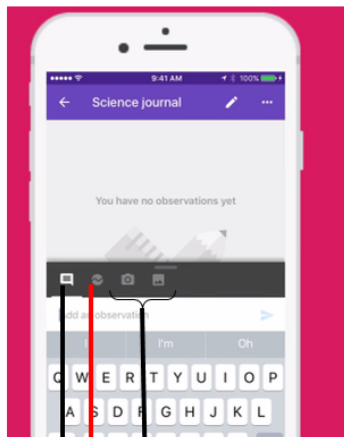 9:41 AM 100%
Science journal
You have no observations yet
Add an observation
I I'm Oh
Q W E R T Y U I O P
A S D F G H J K L